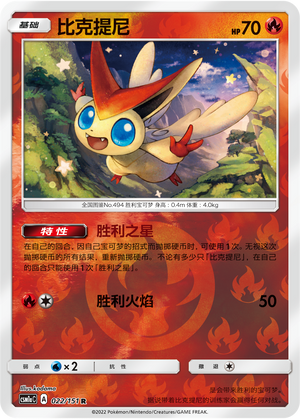 基础
比克提尼
HP70
全国图鉴No.494 胜利宝可梦 身高：0.4m 体重：4.0kg
特性
胜利之星
在自己的回合，因自己宝可梦的招式而抛掷硬币时，可使用1次。无视这次
抛掷硬币的所有结果，重新抛掷硬币。不论有多少只「比克提尼」，在自己
的回合只能使用1次「胜利之星」。
胜利火焰 50
弱点 ×2 抵抗力 撤退
Illus.kodama
csm1aC A 022/151 R
©2022 Pokémon/Nintendo/Creatures/GAME FREAK.